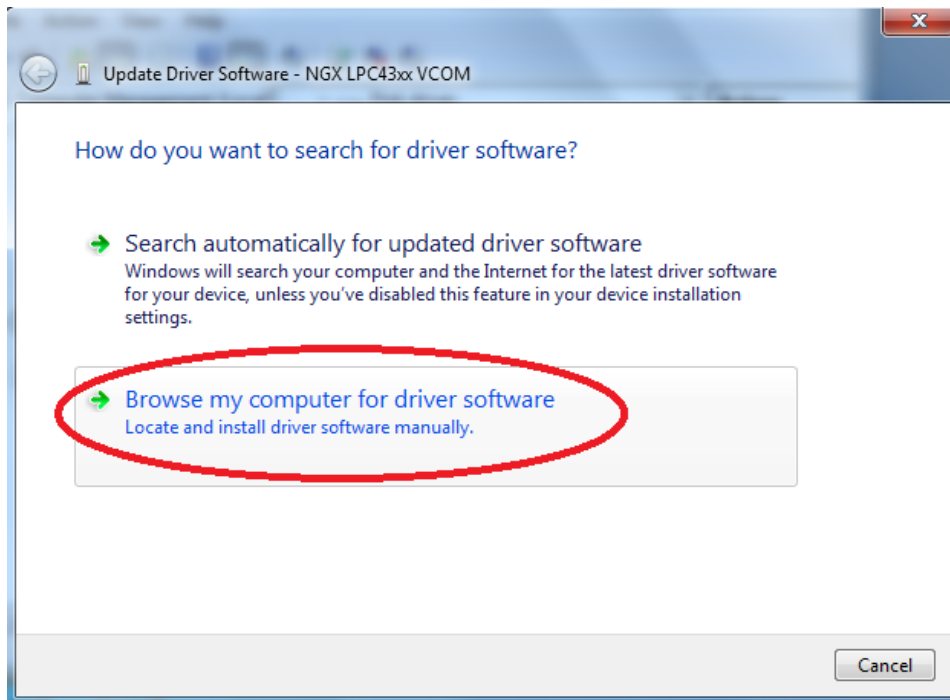 Update Driver Software - NGX LPC43xx VCOM
How do you want to search for driver software?
Search automatically for updated driver software
Windows will search your computer and the Internet for the latest driver software
for your device, unless you've disabled this feature in your device installation
settings.
Browse my computer for driver software
Locate and install driver software manually.
Cancel